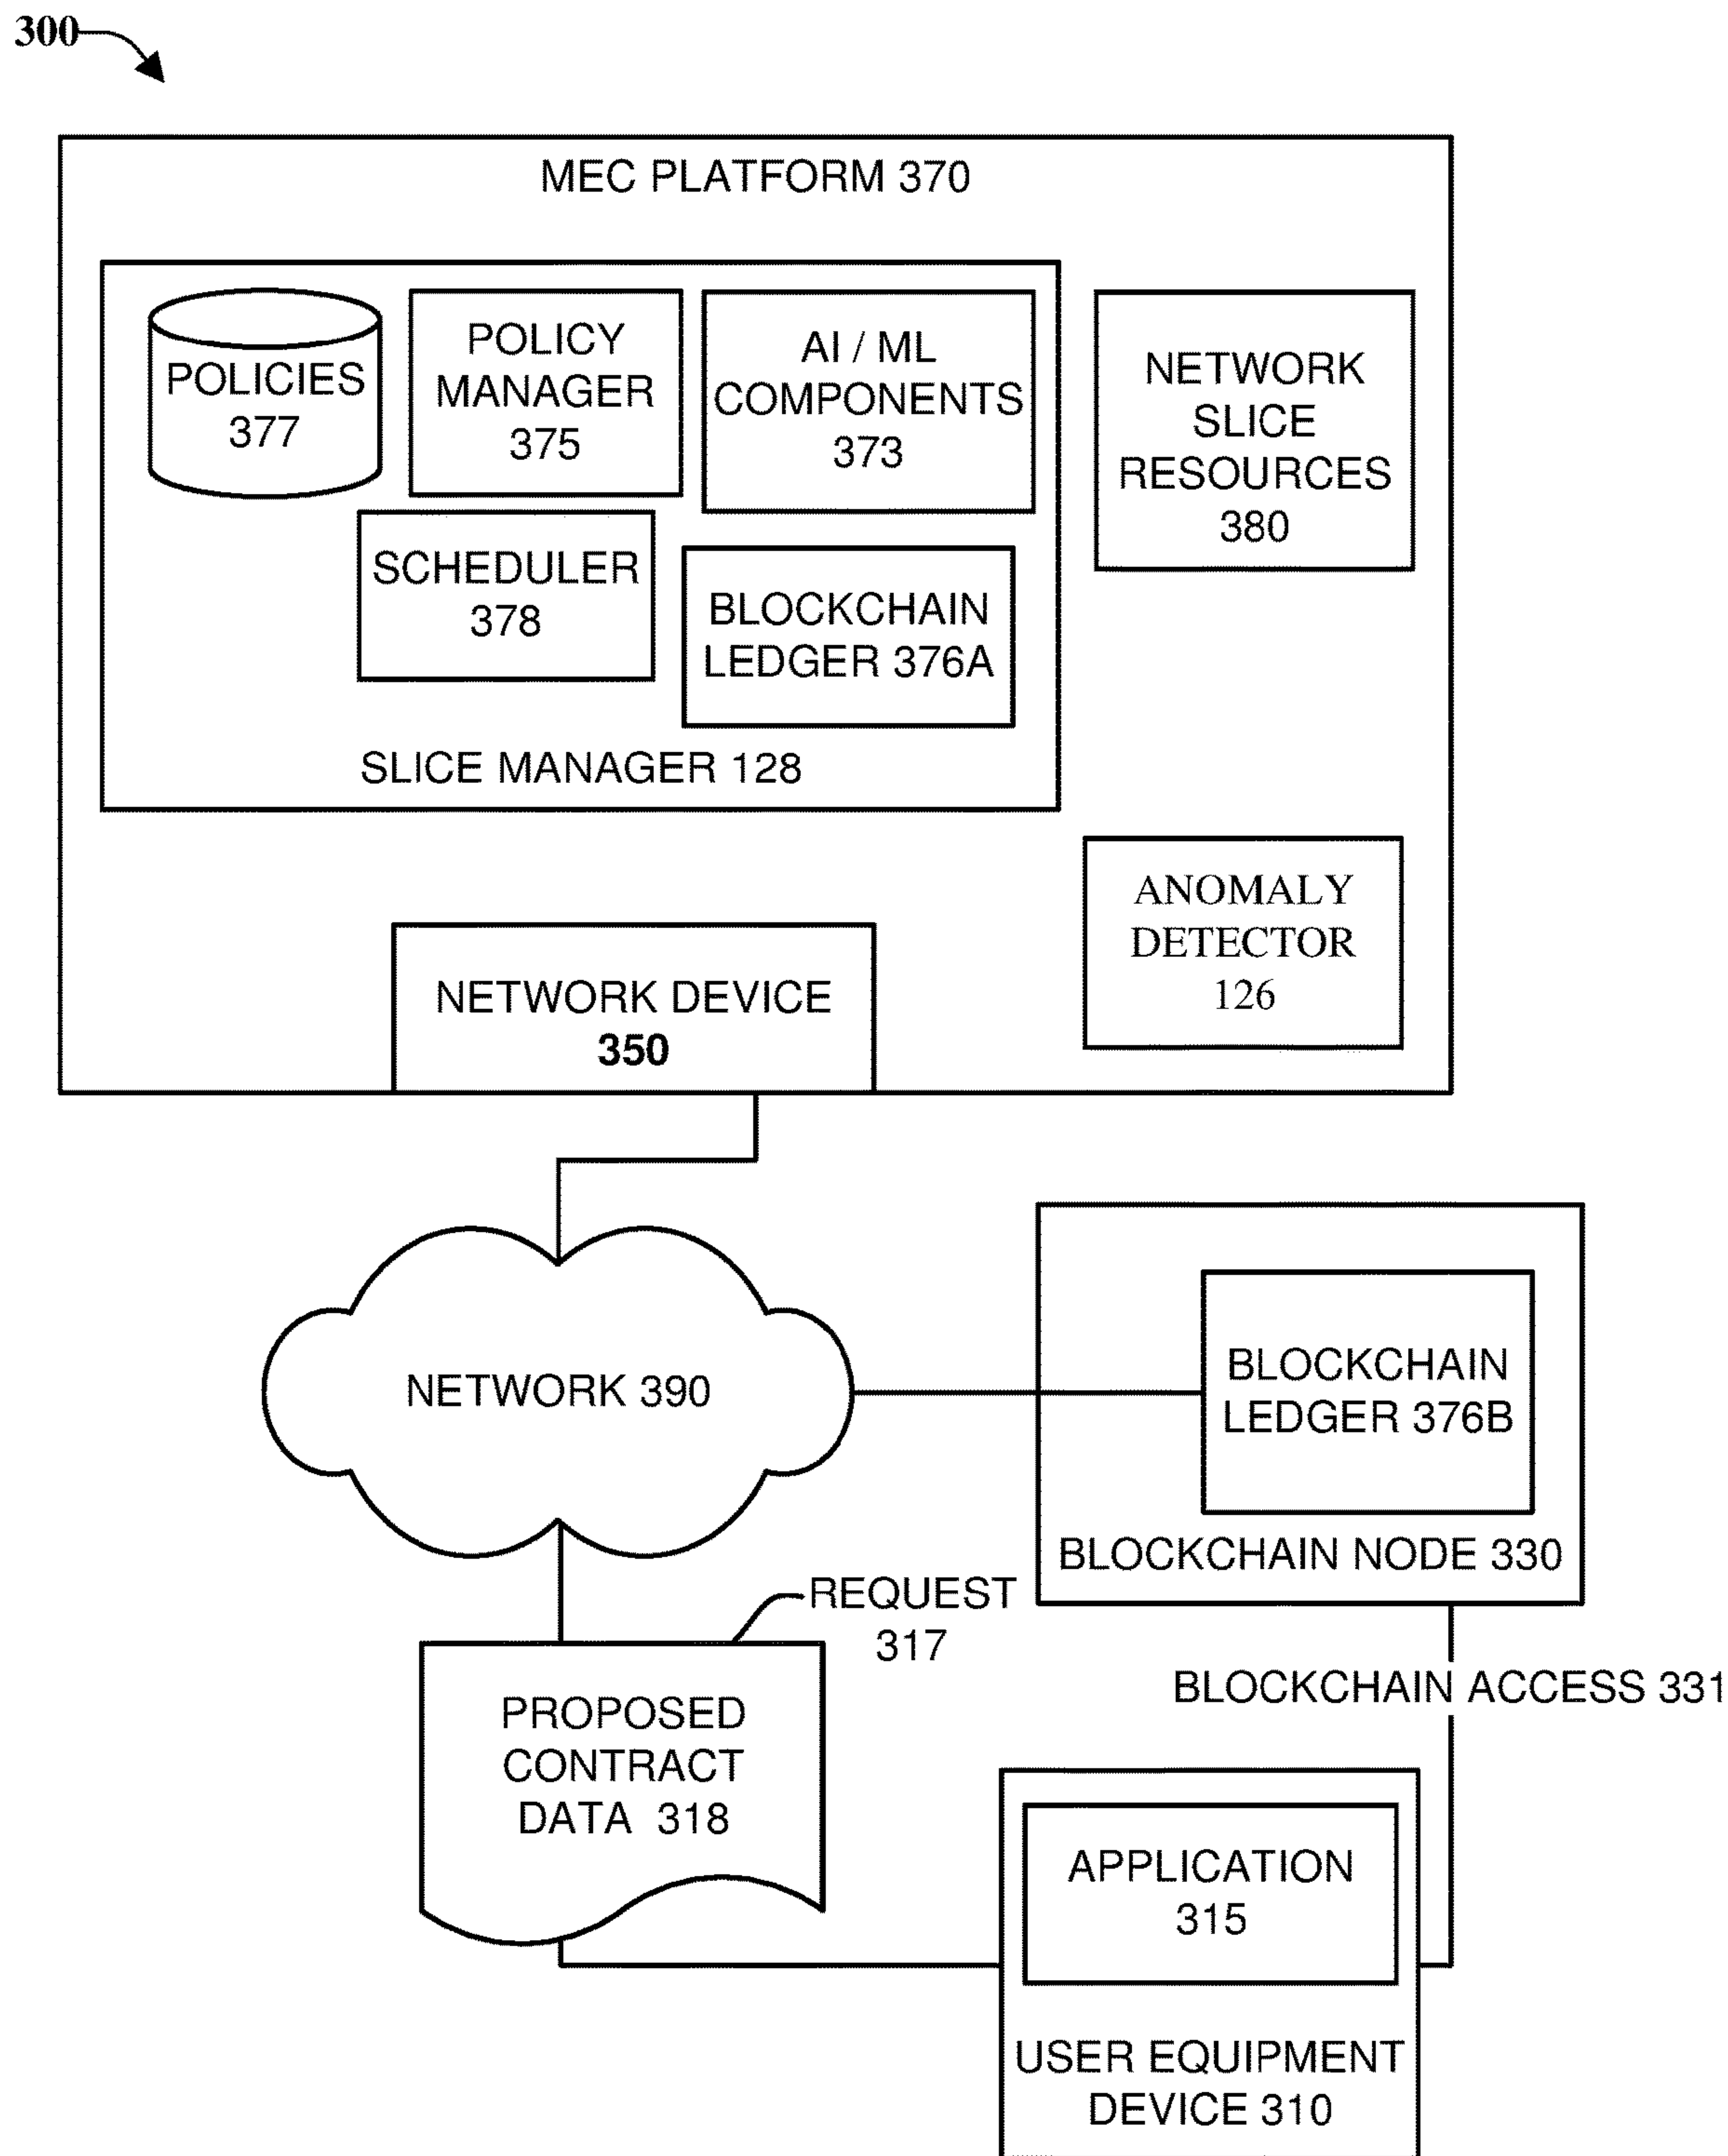 300
MEC PLATFORM 370
POLICIES
377
POLICY
MANAGER
375
AI / ML
COMPONENTS
373
NETWORK
SLICE
RESOURCES
380
SCHEDULER
378
BLOCKCHAIN
LEDGER 376A
SLICE MANAGER 128
ANOMALY
DETECTOR
126
NETWORK DEVICE
350
NETWORK 390
BLOCKCHAIN
LEDGER 376B
BLOCKCHAIN NODE 330
REQUEST
317
BLOCKCHAIN ACCESS 331
PROPOSED
CONTRACT
DATA 318
APPLICATION
315
USER EQUIPMENT
DEVICE 310